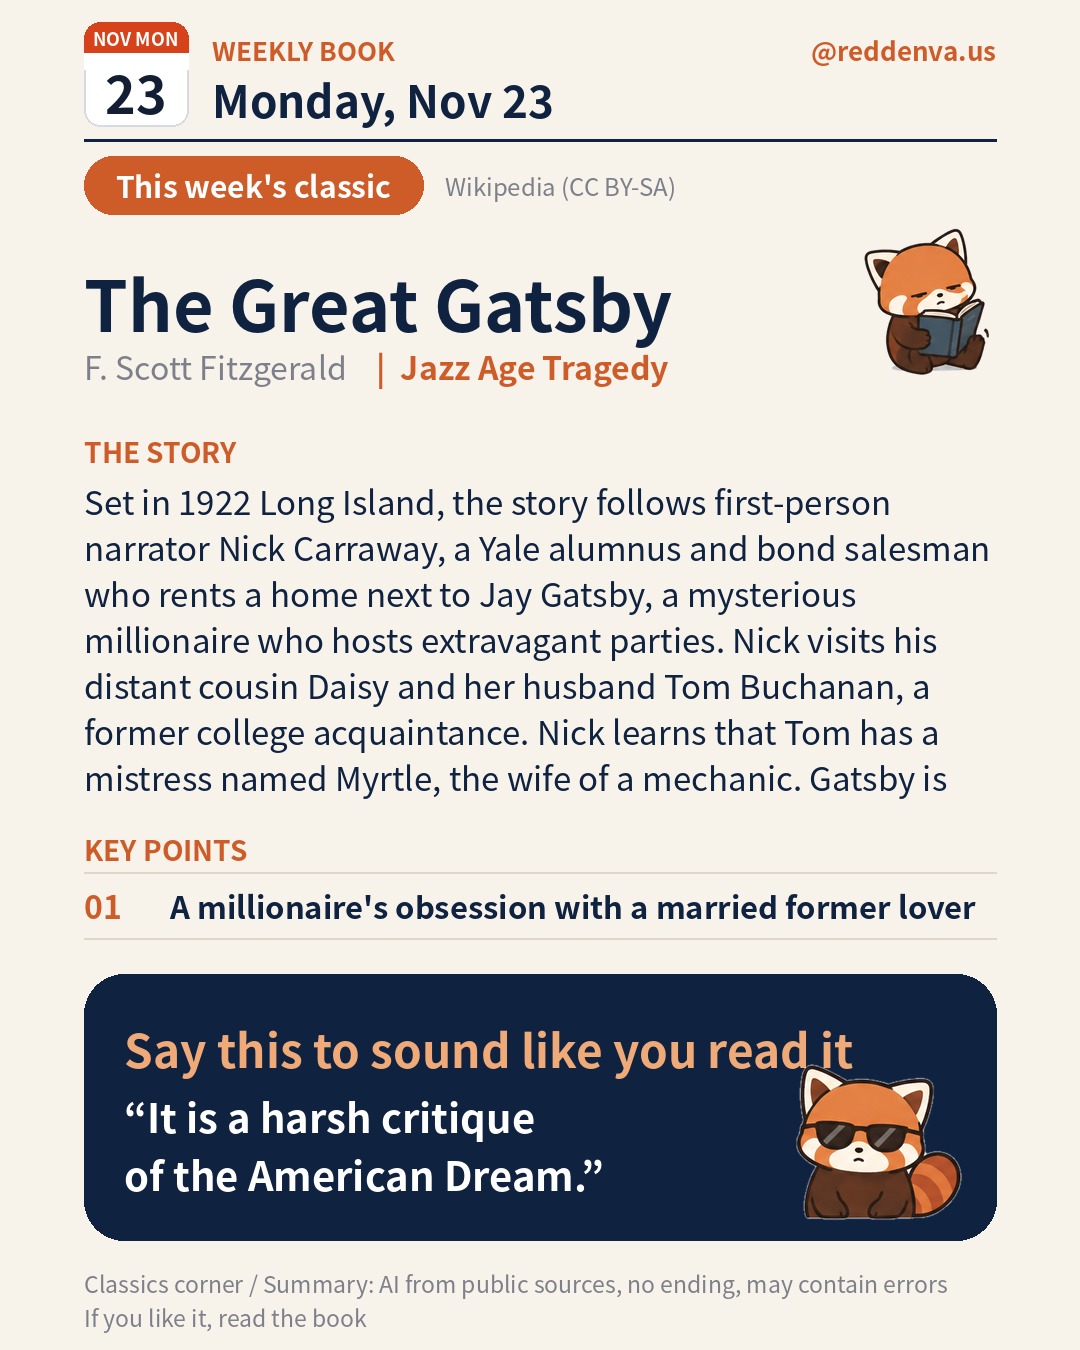 NOV MON
23
WEEKLY BOOK
Monday, Nov 23
@reddenva.us
This week's classic
Wikipedia (CC BY-SA)
The Great Gatsby
F. Scott Fitzgerald | Jazz Age Tragedy
THE STORY
Set in 1922 Long Island, the story follows first-person
narrator Nick Carraway, a Yale alumnus and bond salesman
who rents a home next to Jay Gatsby, a mysterious
millionaire who hosts extravagant parties. Nick visits his
distant cousin Daisy and her husband Tom Buchanan, a
former college acquaintance. Nick learns that Tom has a
mistress named Myrtle, the wife of a mechanic. Gatsby is
KEY POINTS
01 A millionaire's obsession with a married former lover
Say this to sound like you read it
“It is a harsh critique
of the American Dream.”
Classics corner / Summary: AI from public sources, no ending, may contain errors
If you like it, read the book